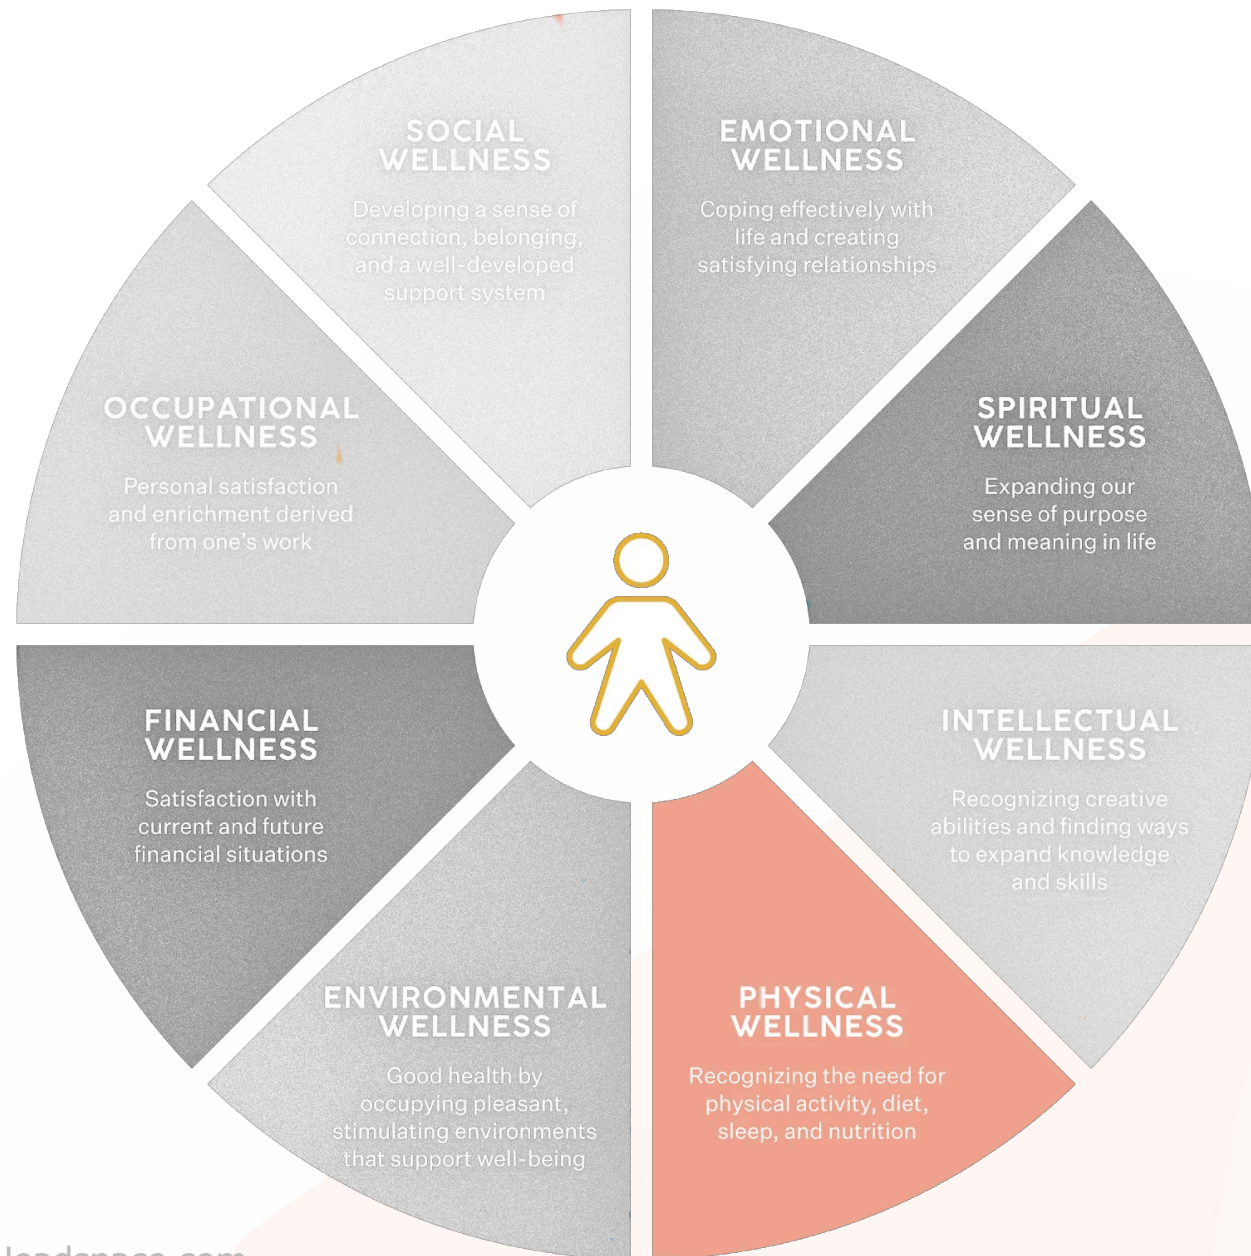 SOCIAL
WELLNESS
Developing a sense of
connection, belonging,
and a well-developed
support system
EMOTIONAL
WELLNESS
Coping effectively with
life and creating
satisfying relationships
OCCUPATIONAL
WELLNESS
Personal satisfaction
and enrichment derived
from one's work
SPIRITUAL
WELLNESS
Expanding our
sense of purpose
and meaning in life
FINANCIAL
WELLNESS
Satisfaction with
current and future
financial situations
INTELLECTUAL
WELLNESS
Recognizing creative
abilities and finding ways
to expand knowledge
and skills
ENVIRONMENTAL
WELLNESS
Good health by
occupying pleasant,
stimulating environments
that support well-being
PHYSICAL
WELLNESS
Recognizing the need for
physical activity, diet,
sleep, and nutrition